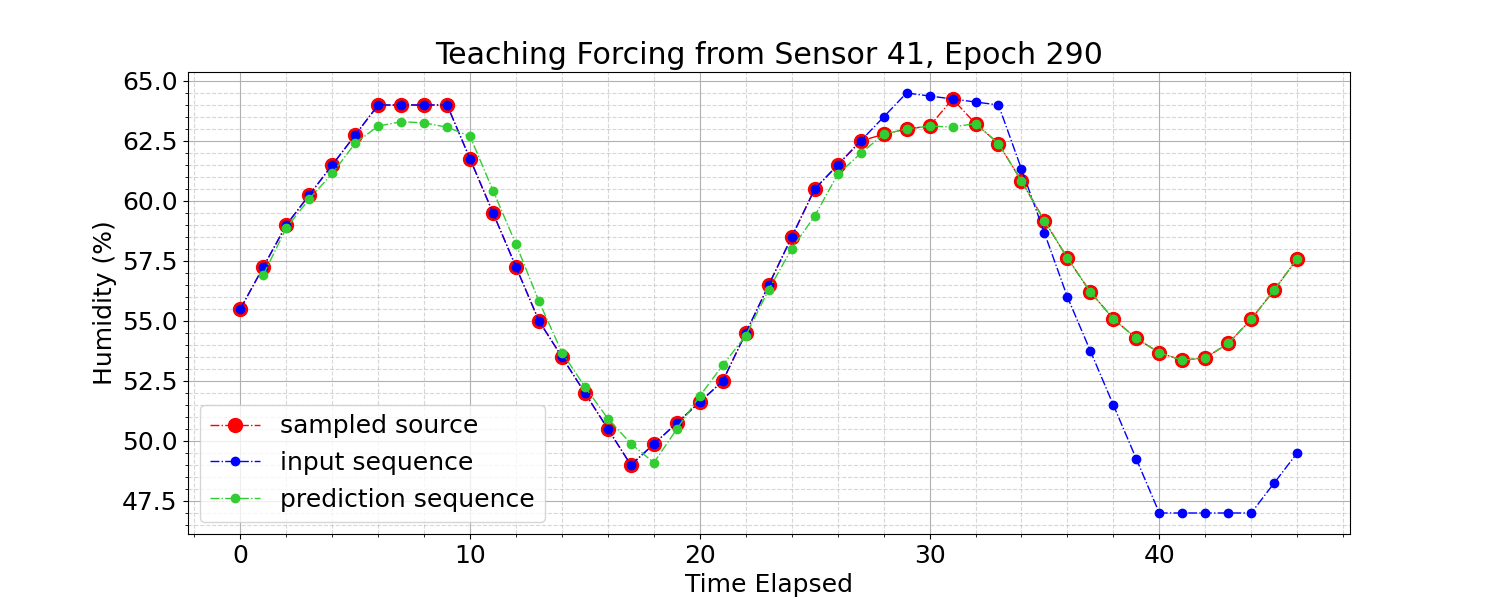 Teaching Forcing from Sensor 41, Epoch 290
65.0
62.5
60.0
57.5
55.0
52.5
50.0
47.5
Humidity (%)
sampled source
input sequence
prediction sequence
0 10 20 30 40
Time Elapsed